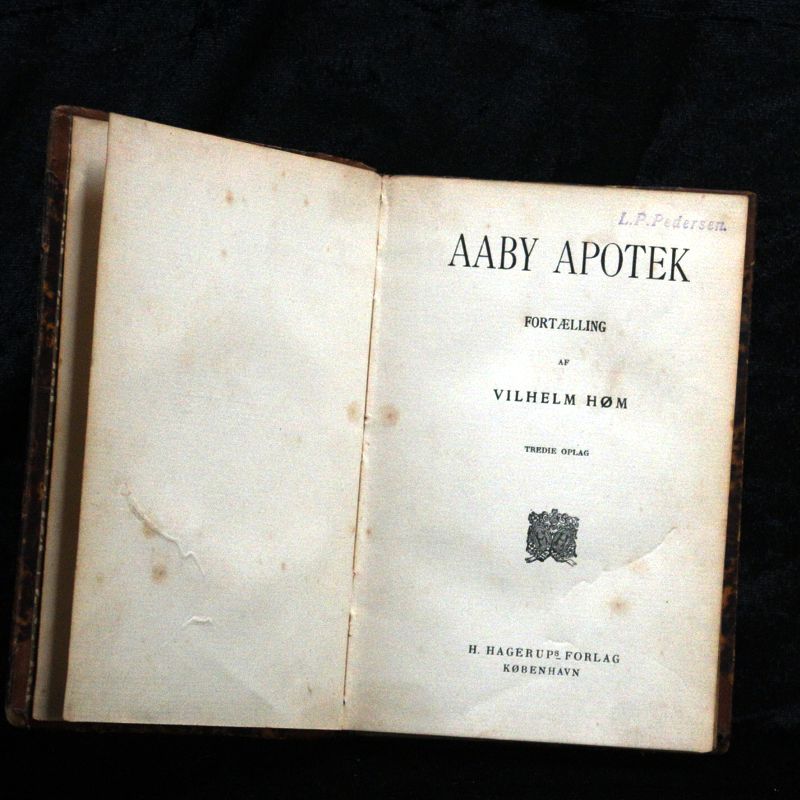 L.P.Pedersen.
AABY APOTEK
FORTÆLLING
AF
VILHELM HØM
TREDIE OPLAG
H. HAGERUPS FORLAG
KØBENHAVN